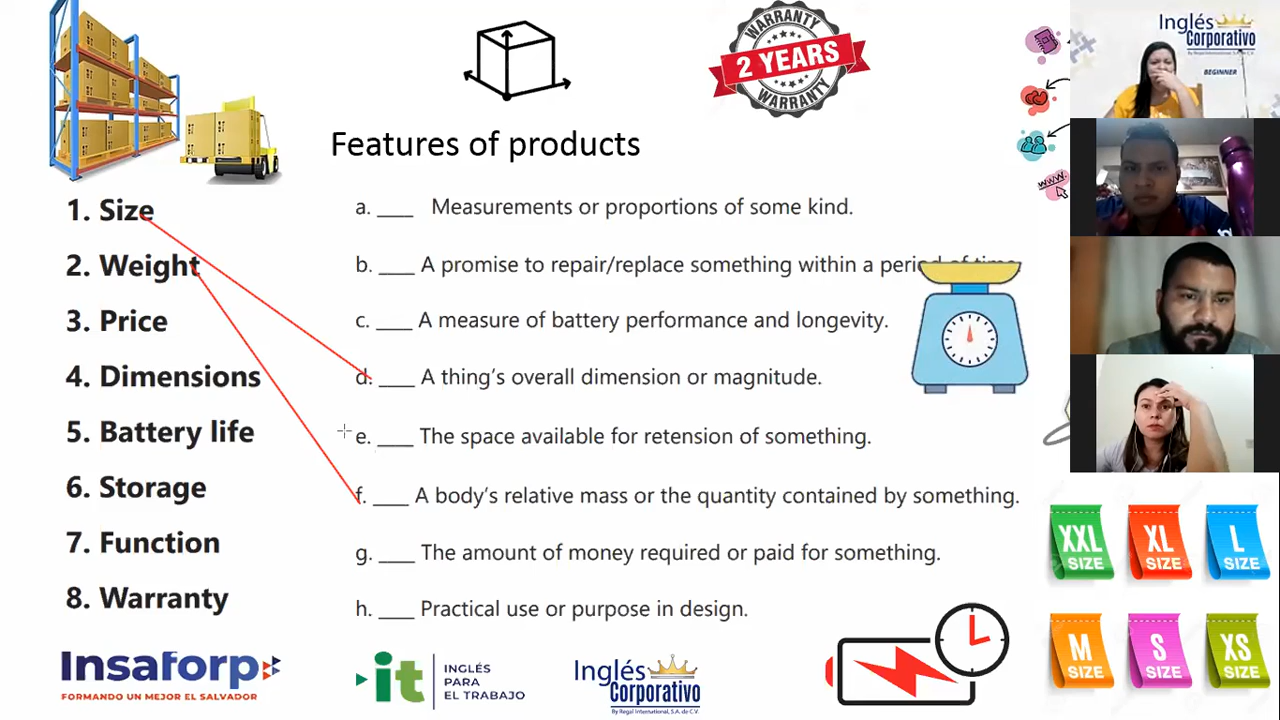 WARRANTY
2 YEARS
WARRANTY
Inglés
Corporativo
By Regal International, S.A. de C.V.
BEGINNER
Features of products
www.
1. Size
2. Weight
3. Price
4. Dimensions
5. Battery life
6. Storage
7. Function
8. Warranty
a. ____ Measurements or proportions of some kind.
b. ____ A promise to repair/replace something within a period of time.
c. ____ A measure of battery performance and longevity.
d. ____ A thing's overall dimension or magnitude.
e. ____ The space available for retension of something.
f. ____ A body's relative mass or the quantity contained by something.
g. ____ The amount of money required or paid for something.
h. ____ Practical use or purpose in design.
XXL SIZE
XL SIZE
L SIZE
M SIZE
S SIZE
XS SIZE
Insaforp
FORMANDO UN MEJOR EL SALVADOR
it
INGLÉS
PARA
EL TRABAJO
Inglés
Corporativo
By Regal International, S.A. de C.V.